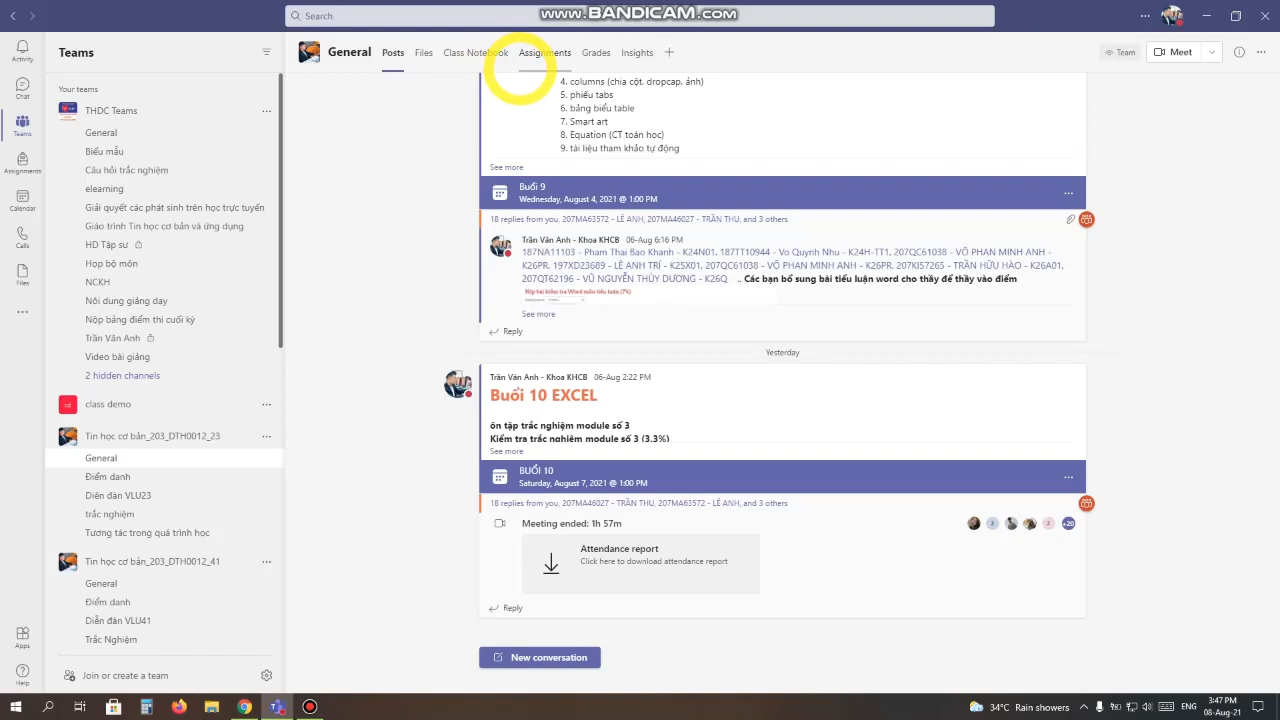 www.BANDICAM.com
Search
Activity
Chat
Teams
Assignments
Calendar
Calls
Files
Apps
Help
Teams
Your teams
THDC Teams
General
Biểu mẫu
Câu hỏi trắc nghiệm
elearning
Giải quyết các phát sinh trên học trực tuyến
Giáo trình Tin học cơ bản và ứng dụng
HD Tập sự
Họp bộ môn
NCKH
Nội dung giảng dạy
Nộp bảng điểm thi cuối kỳ
Trần Văn Anh
Video bài giảng
2 hidden channels
cd class demo
Tin học cơ bản_203_DTH0012_23
General
Điểm danh
Diễn đàn VLU23
trắc nghiệm
Tương tác trong quá trình học
Tin học cơ bản_203_DTH0012_41
General
Điểm danh
Diễn đàn VLU41
Trắc Nghiệm
Join or create a team
General Posts Files Class Notebook Assignments Grades Insights
Team Meet
4. columns (chia cột, dropcap, ảnh)
5. phiếu tabs
6. bảng biểu table
7. Smart art
8. Equation (CT toán học)
9. tài liệu tham khảo tự động
See more
Buổi 9
Wednesday, August 4, 2021 @ 1:00 PM
18 replies from you, 207MA63572 - LÊ ANH, 207MA46027 - TRẦN THU, and 3 others
Trần Văn Anh - Khoa KHCB 06-Aug 6:16 PM
187NA11103 - Pham Thai Bao Khanh - K24N01, 187TT10944 - Vo Quynh Nhu - K24H-TT1, 207QC61038 - VÕ PHAN MINH ANH -
K26PR, 197XD23689 - LÊ ANH TRÍ - K25X01, 207QC61038 - VÕ PHAN MINH ANH - K26PR, 207KI57265 - TRẦN HỮU HÀO - K26A01,
207QT62196 - VŨ NGUYỄN THÙY DƯƠNG - K26Q .. Các bạn bổ sung bài tiểu luận word cho thầy để thầy vào điểm
Nộp bài kiểm tra Word mẫu tiểu luận (7%)
See more
Reply
Yesterday
Trần Văn Anh - Khoa KHCB 06-Aug 2:22 PM
Buổi 10 EXCEL
ôn tập trắc nghiệm module số 3
Kiểm tra trắc nghiệm module số 3 (3.3%)
See more
BUỔI 10
Saturday, August 7, 2021 @ 1:00 PM
18 replies from you, 207MA46027 - TRẦN THU, 207MA63572 - LÊ ANH, and 3 others
Meeting ended: 1h 57m
+20
Attendance report
Click here to download attendance report
Reply
New conversation
34°C Rain showers
ENG
3:47 PM
08-Aug-21